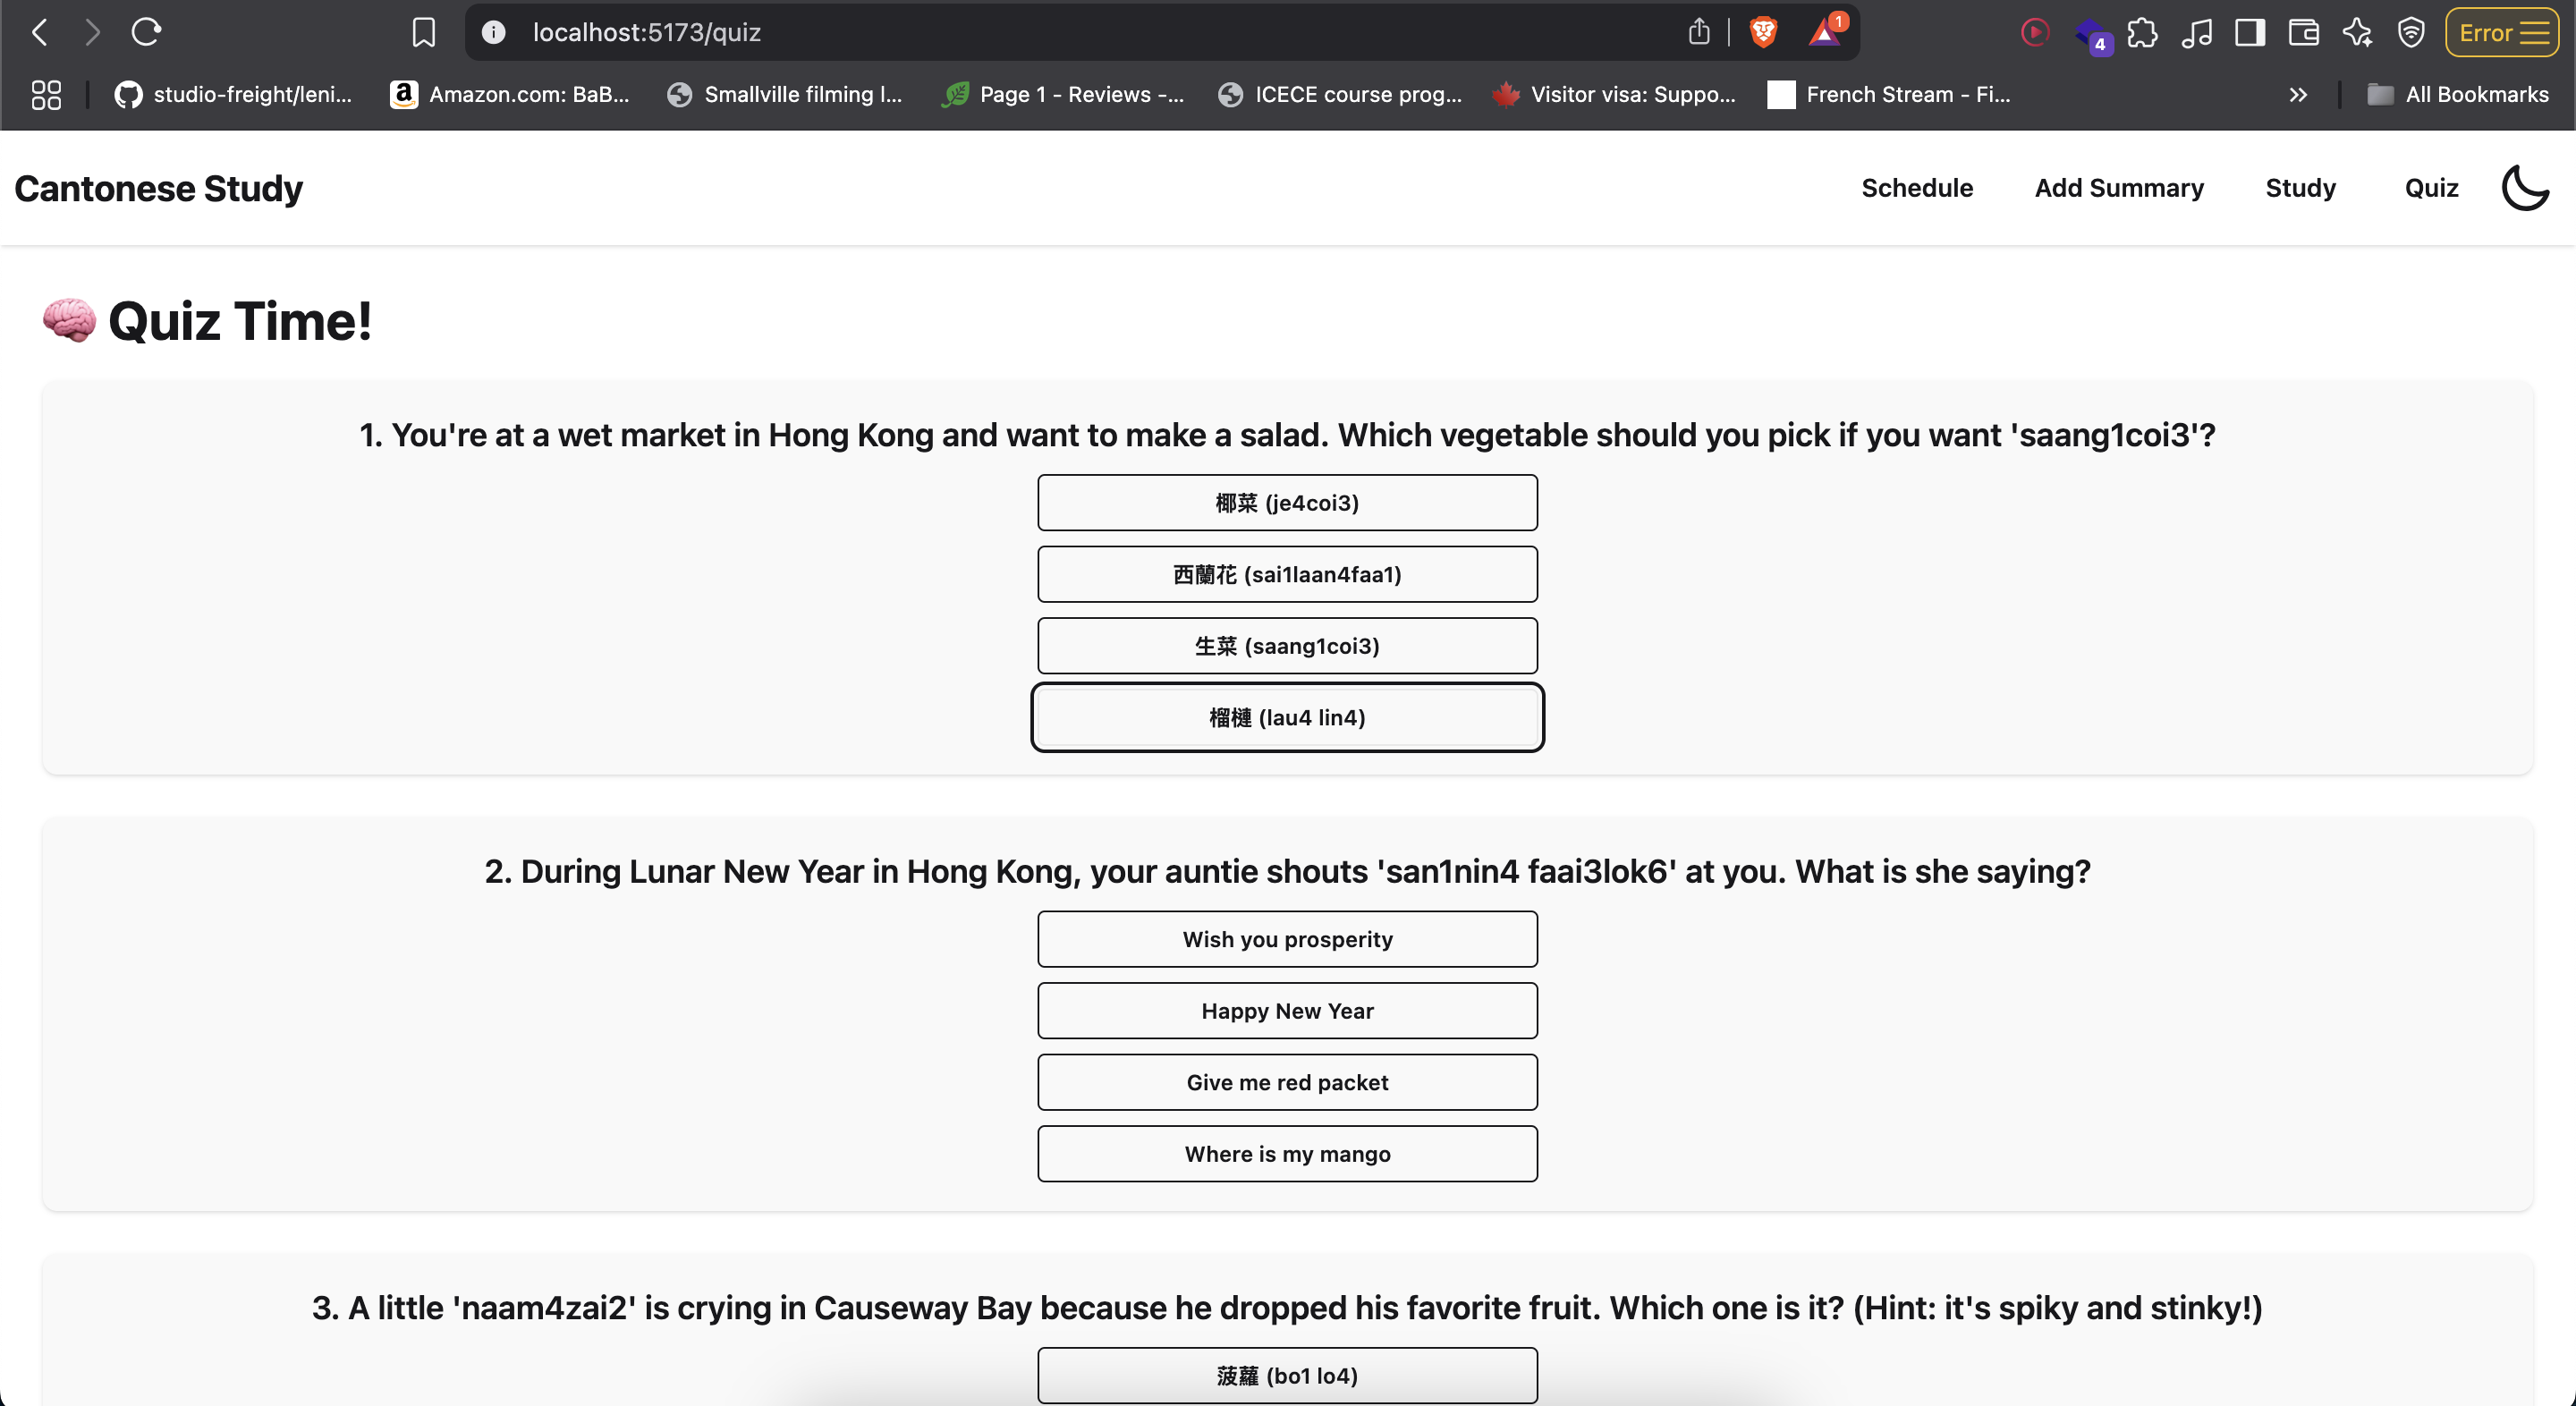 localhost:5173/quiz
1
4
Error
studio-freight/leni...
Amazon.com: BaB...
Smallville filming l...
Page 1 - Reviews -...
ICECE course prog...
Visitor visa: Suppo...
French Stream - Fi...
All Bookmarks
Cantonese Study
Schedule
Add Summary
Study
Quiz
🧠 Quiz Time!
1. You're at a wet market in Hong Kong and want to make a salad. Which vegetable should you pick if you want 'saang1coi3'?
椰菜 (je4coi3)
西蘭花 (sai1laan4faa1)
生菜 (saang1coi3)
榴槤 (lau4 lin4)
2. During Lunar New Year in Hong Kong, your auntie shouts 'san1nin4 faai3lok6' at you. What is she saying?
Wish you prosperity
Happy New Year
Give me red packet
Where is my mango
3. A little 'naam4zai2' is crying in Causeway Bay because he dropped his favorite fruit. Which one is it? (Hint: it's spiky and stinky!)
菠蘿 (bo1 lo4)